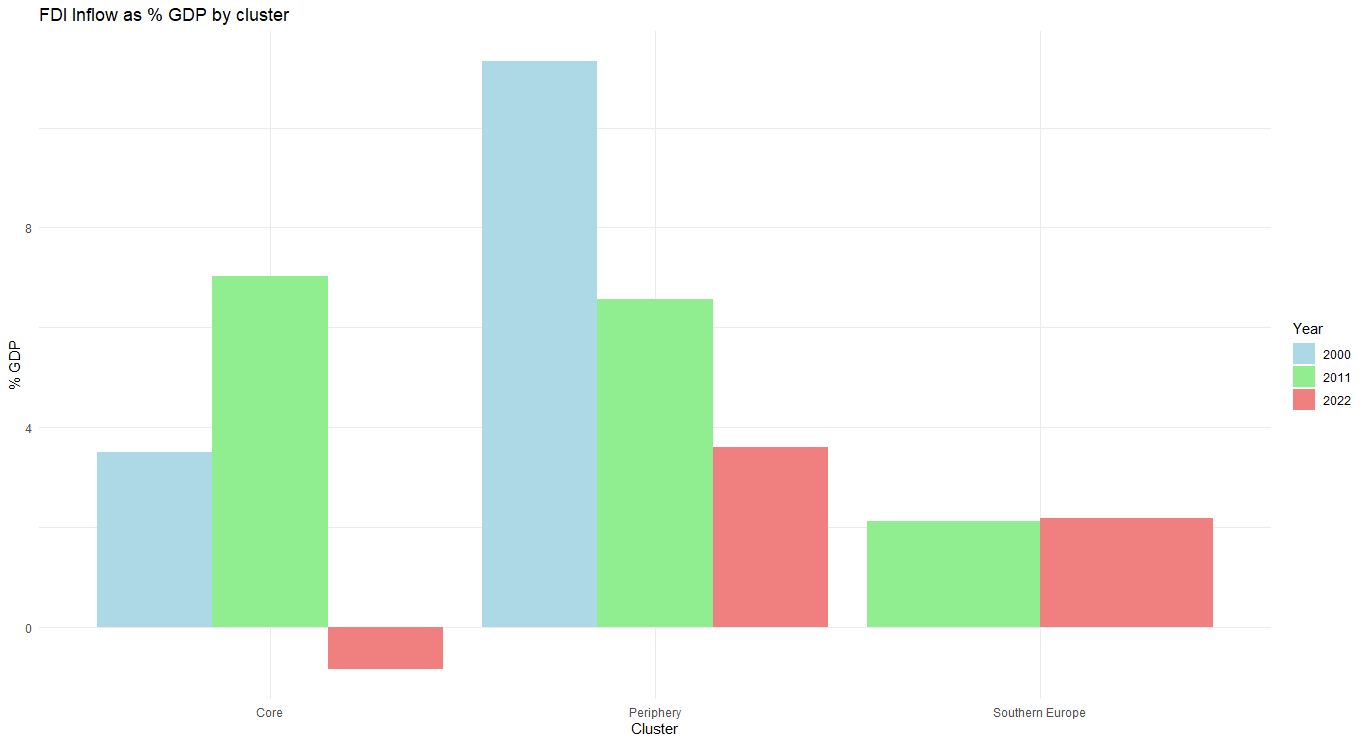 FDI Inflow as % GDP by cluster
% GDP
8
4
0
Core
Periphery
Southern Europe
Cluster
Year
2000
2011
2022